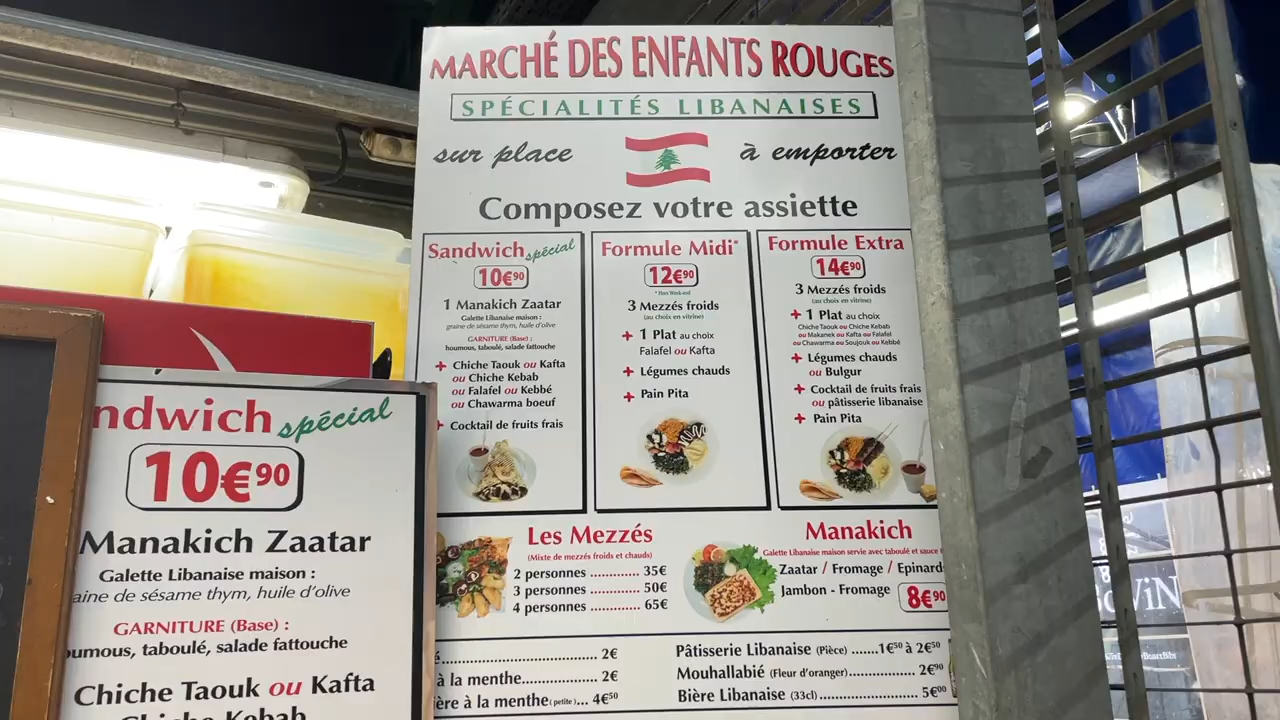 MARCHÉ DES ENFANTS ROUGES
SPÉCIALITÉS LIBANAISES
sur place
à emporter
Composez votre assiette
Sandwich spécial
10€90
1 Manakich Zaatar
Galette Libanaise maison :
graine de sésame thym, huile d'olive
GARNITURE (Base) :
houmous, taboulé, salade fattouche
+ Chiche Taouk ou Kafta
ou Chiche Kebab
ou Falafel ou Kebbé
ou Chawarma boeuf
+ Cocktail de fruits frais
Formule Midi*
12€90
* Hors Week-end
3 Mezzés froids
(au choix en vitrine)
+ 1 Plat au choix
Falafel ou Kafta
+ Légumes chauds
+ Pain Pita
Formule Extra
14€90
3 Mezzés froids
(au choix en vitrine)
+ 1 Plat au choix
Chiche Taouk ou Chiche Kebab
ou Makanek ou Kafta ou Falafel
ou Chawarma ou Soujouk ou Kebbé
+ Légumes chauds
ou Bulgur
+ Cocktail de fruits frais
ou pâtisserie libanaise
+ Pain Pita
Les Mezzés
(Mixte de mezzés froids et chauds)
2 personnes ............ 35€
3 personnes ............ 50€
4 personnes ............ 65€
Manakich
Galette Libanaise maison servie avec taboulé et sauce
Zaatar / Fromage / Epinard
Jambon - Fromage
8€90
é.................................. 2€
à la menthe.................. 2€
ère à la menthe (petite)... 4€50
Pâtisserie Libanaise (Pièce) .......1€50 à 2€50
Mouhallabié (Fleur d'oranger)................... 2€90
Bière Libanaise (33cl)............................ 5€00
ndwich spécial
10€90
Manakich Zaatar
Galette Libanaise maison :
aine de sésame thym, huile d'olive
GARNITURE (Base) :
oumous, taboulé, salade fattouche
Chiche Taouk ou Kafta
Chiche Kebab